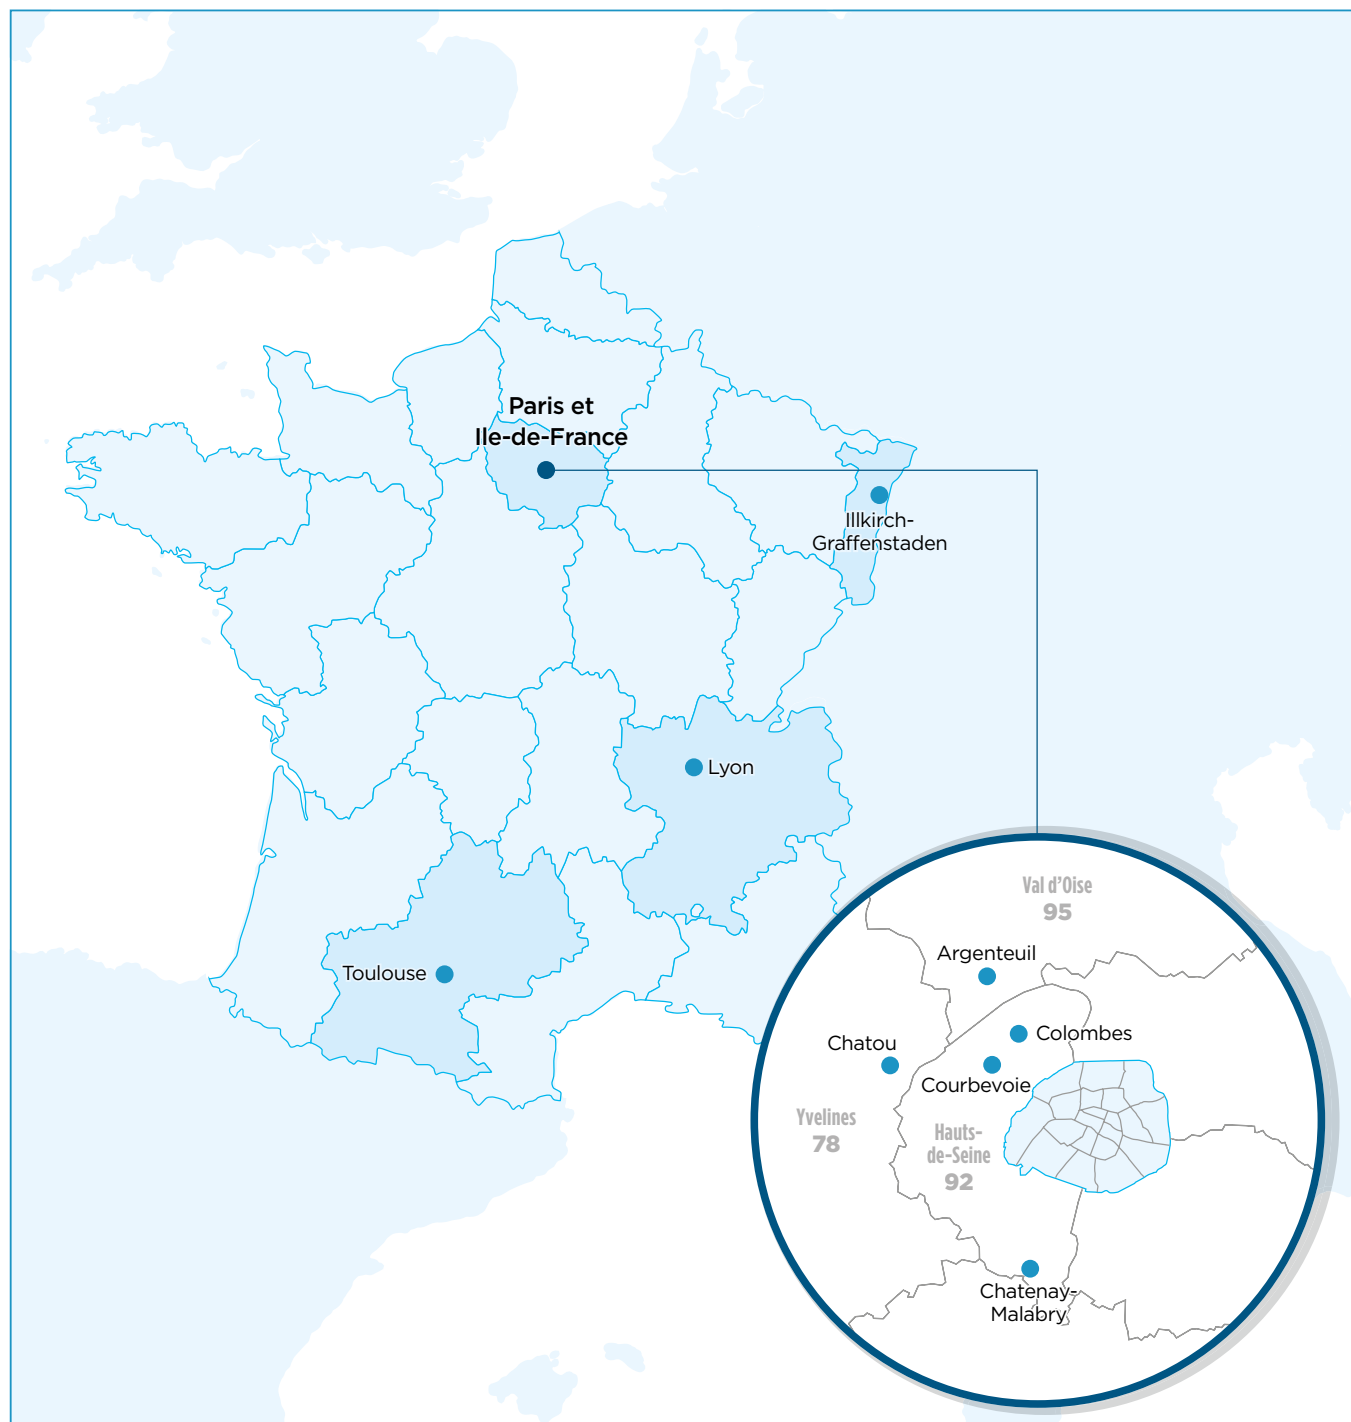 Paris et
Ile-de-France
Illkirch-
Graffenstaden
Lyon
Toulouse
Val d’Oise
95
Argenteuil
Colombes
Chatou
Courbevoie
Yvelines
78
Hauts-
de-Seine
92
Chatenay-
Malabry